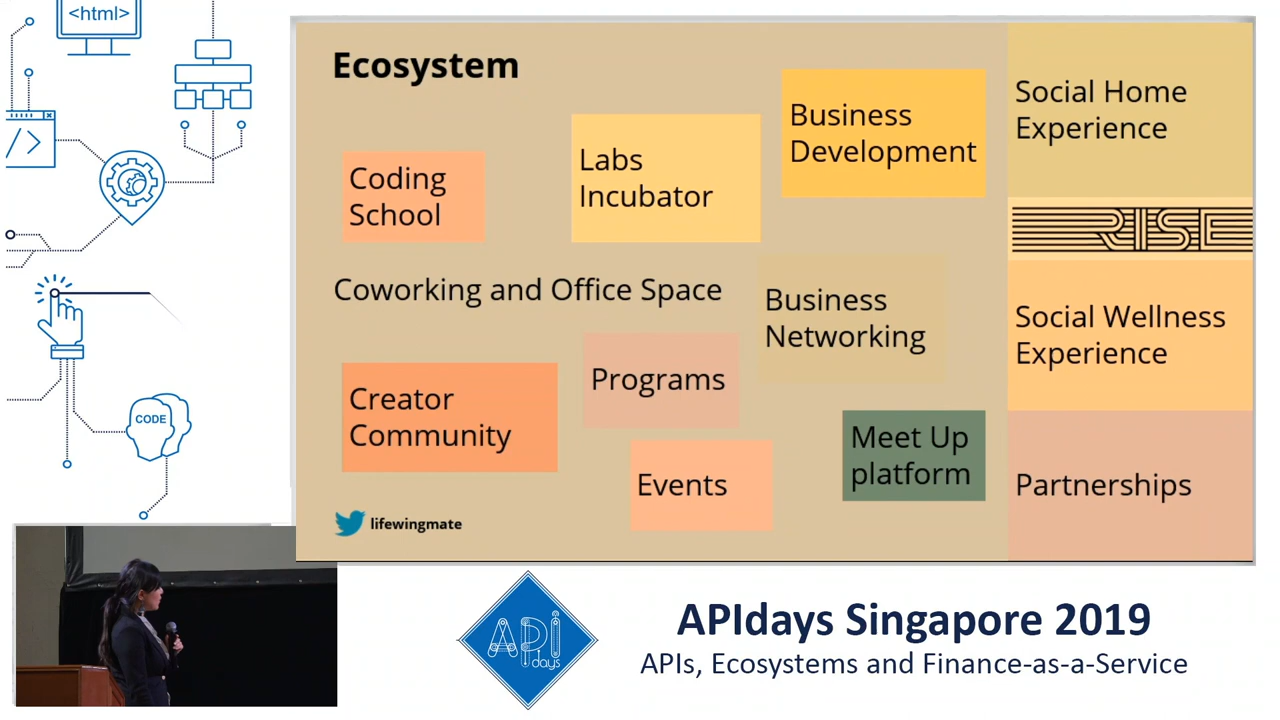 <html>
</>
CODE
Ecosystem
Coding
School
Labs
Incubator
Business
Development
Social Home
Experience
RISE
Coworking and Office Space
Business
Networking
Social Wellness
Experience
Programs
Creator
Community
Meet Up
platform
Events
Partnerships
lifewingmate
API
days
APIdays Singapore 2019
APIs, Ecosystems and Finance-as-a-Service